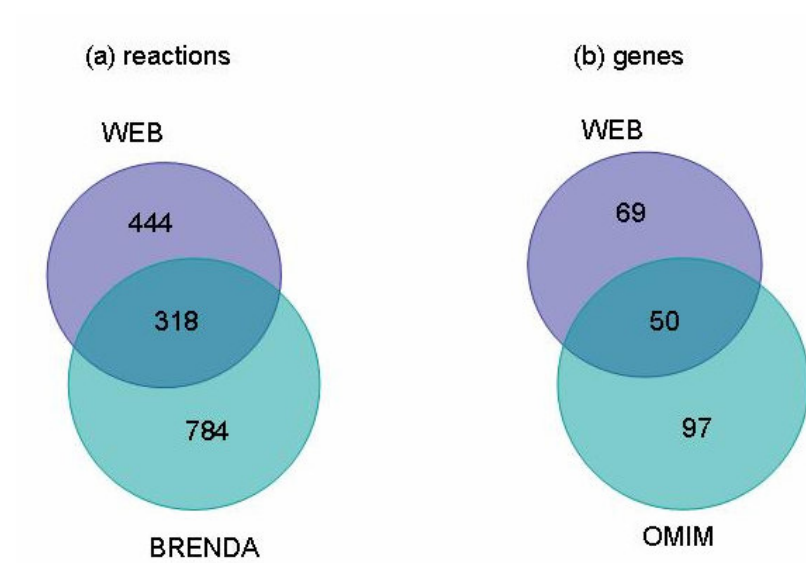 (a) reactions
WEB
444
318
784
BRENDA
(b) genes
WEB
69
50
97
OMIM